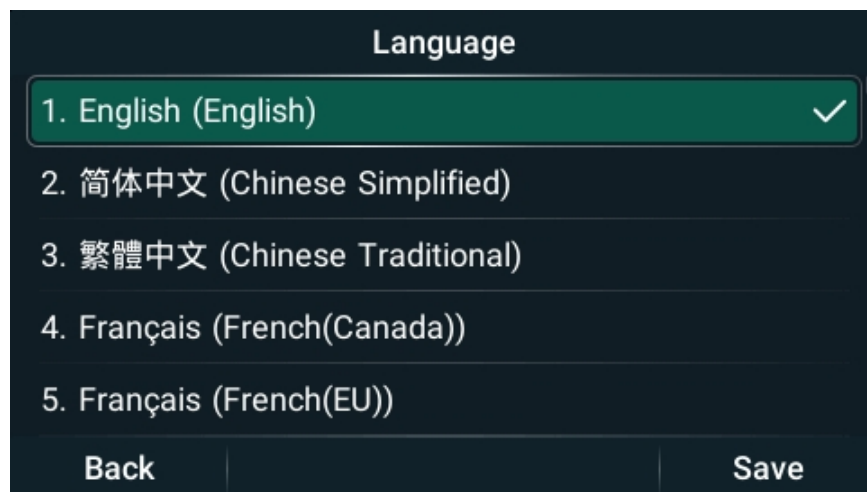 Language
1. English (English)
2. 简体中文 (Chinese Simplified)
3. 繁體中文 (Chinese Traditional)
4. Français (French(Canada))
5. Français (French(EU))
Back Save